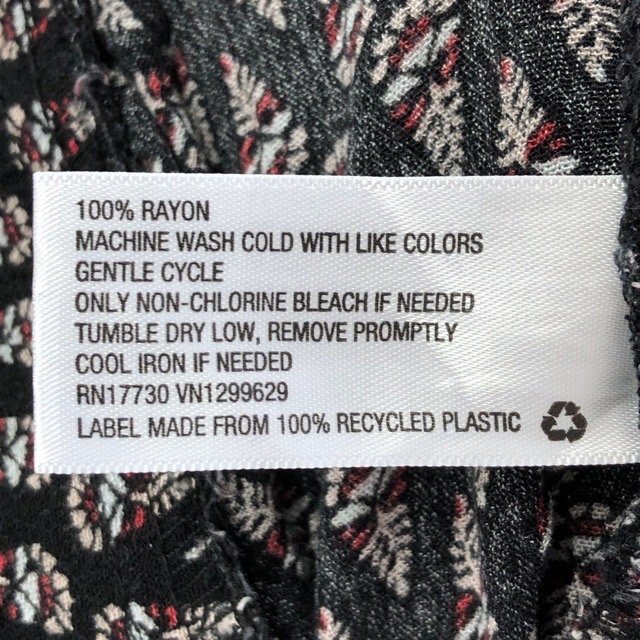 100% RAYON
MACHINE WASH COLD WITH LIKE COLORS
GENTLE CYCLE
ONLY NON-CHLORINE BLEACH IF NEEDED
TUMBLE DRY LOW, REMOVE PROMPTLY
COOL IRON IF NEEDED
RN17730 VN1299629
LABEL MADE FROM 100% RECYCLED PLASTIC